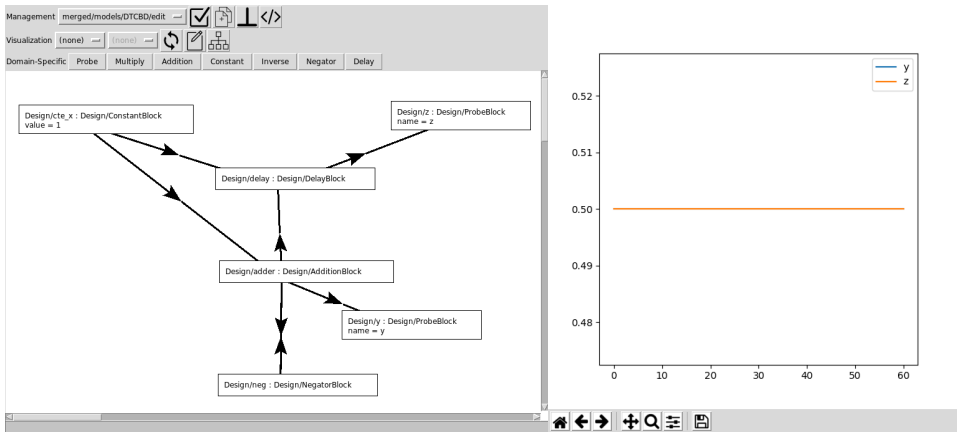 Management merged/models/DTCBD/edit
Visualization (none) (none)
Domain-Specific Probe Multiply Addition Constant Inverse Negator Delay
Design/cte_x : Design/ConstantBlock
value = 1
Design/z : Design/ProbeBlock
name = z
Design/delay : Design/DelayBlock
Design/adder : Design/AdditionBlock
Design/y : Design/ProbeBlock
name = y
Design/neg : Design/NegatorBlock
y
z
0.52
0.51
0.50
0.49
0.48
0 10 20 30 40 50 60